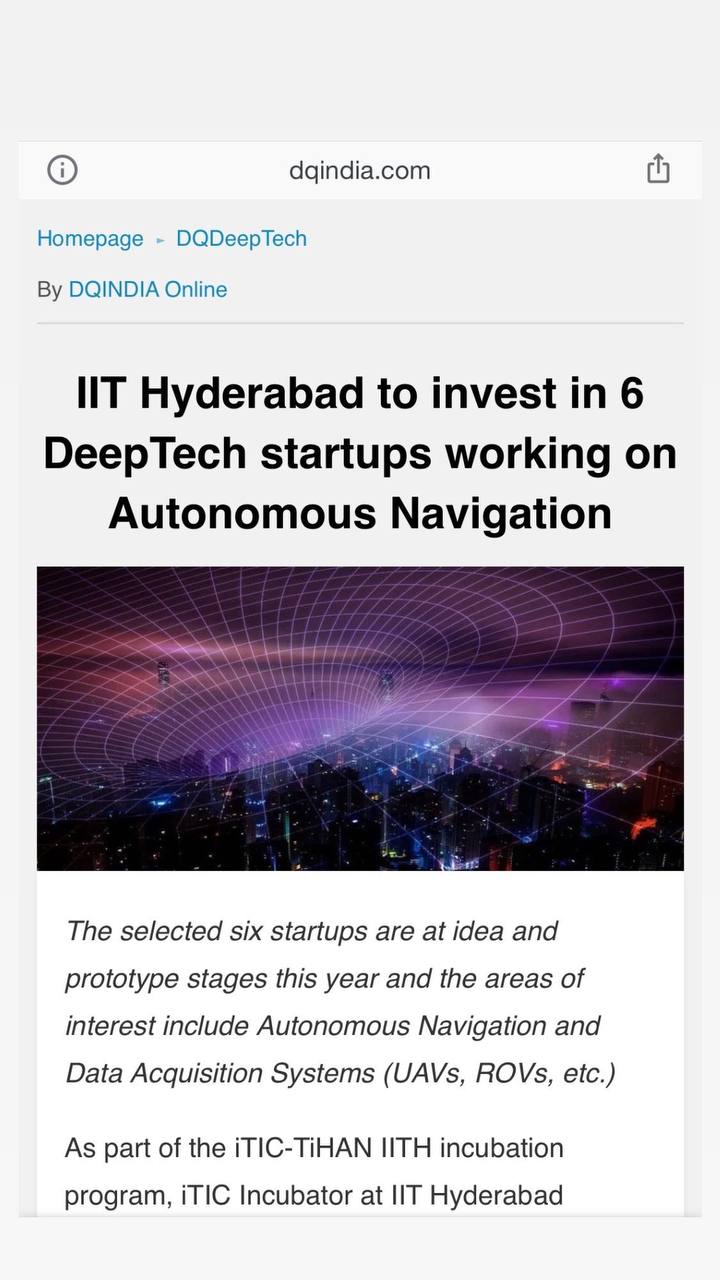 dqindia.com
Homepage ► DQDeepTech
By DQINDIA Online
IIT Hyderabad to invest in 6
DeepTech startups working on
Autonomous Navigation
The selected six startups are at idea and
prototype stages this year and the areas of
interest include Autonomous Navigation and
Data Acquisition Systems (UAVs, ROVs, etc.)
As part of the iTIC-TiHAN IITH incubation
program, iTIC Incubator at IIT Hyderabad